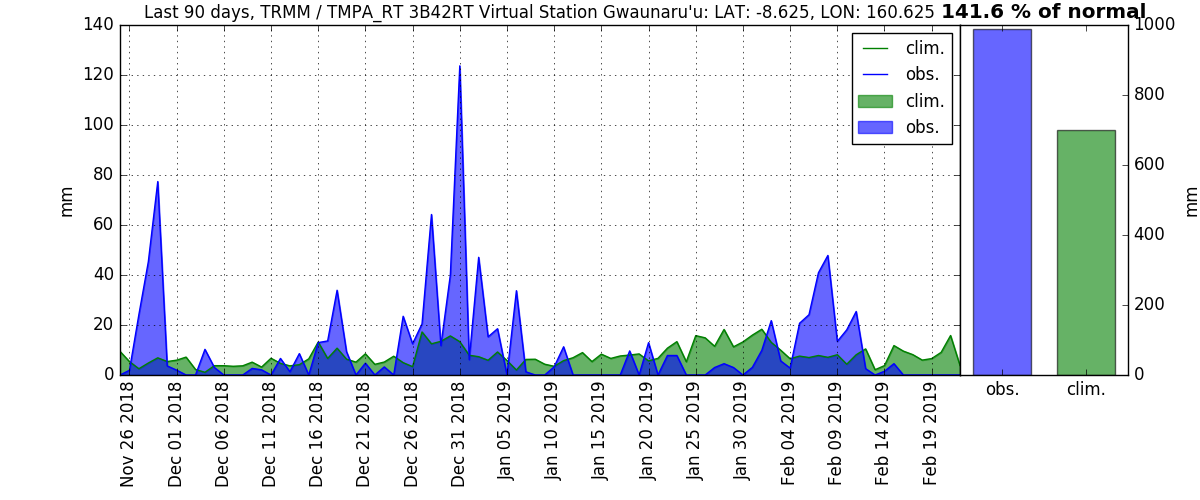 Last 90 days, TRMM / TMPA_RT 3B42RT Virtual Station Gwaunaru'u: LAT: -8.625, LON: 160.625 141.6 % of normal
140
120
100
80
60
40
20
0
mm
clim.
obs.
clim.
obs.
Nov 26 2018
Dec 01 2018
Dec 06 2018
Dec 11 2018
Dec 16 2018
Dec 21 2018
Dec 26 2018
Dec 31 2018
Jan 05 2019
Jan 10 2019
Jan 15 2019
Jan 20 2019
Jan 25 2019
Jan 30 2019
Feb 04 2019
Feb 09 2019
Feb 14 2019
Feb 19 2019
1000
800
600
400
200
0
mm
obs.
clim.